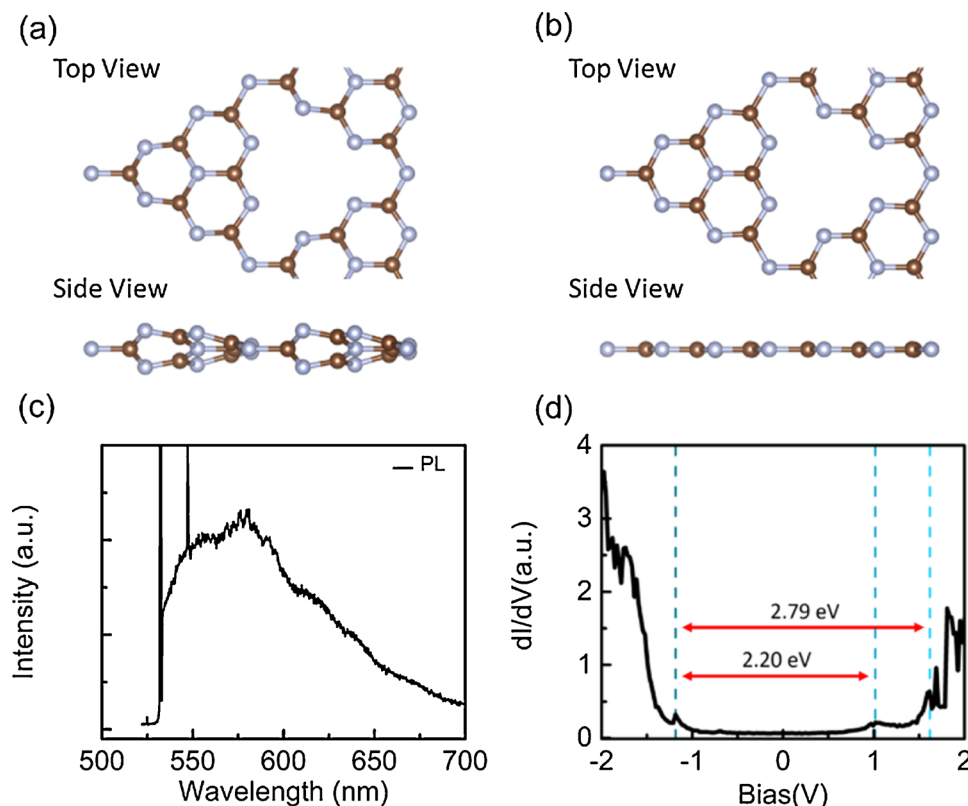 (a)
Top View
Side View
(b)
Top View
Side View
(c)
PL
Intensity (a.u.)
500 550 600 650 700
Wavelength (nm)
(d)
4
3
2
1
0
dI/dV(a.u.)
2.79 eV
2.20 eV
-2 -1 0 1 2
Bias(V)